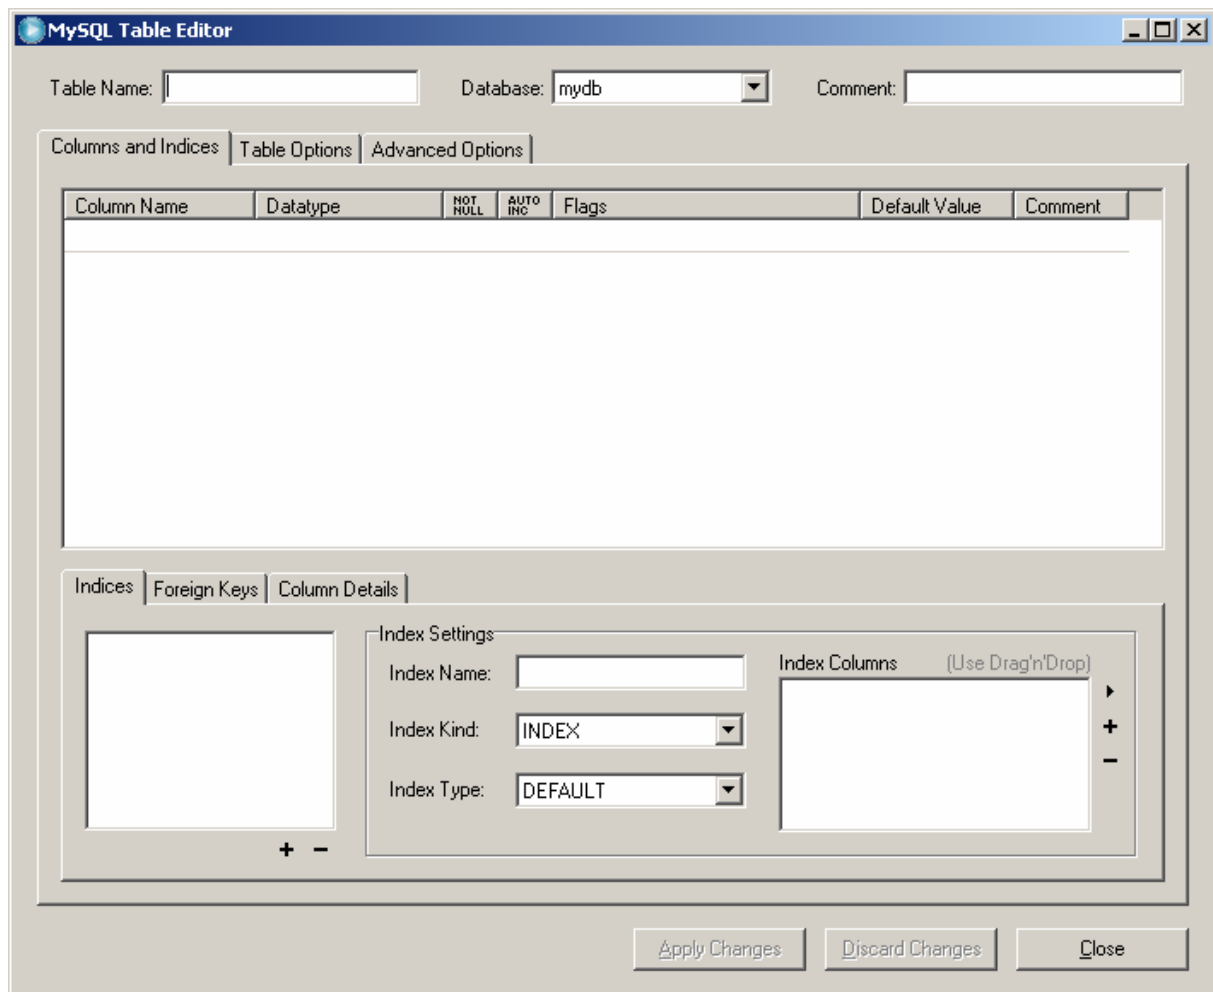 MySQL Table Editor
Table Name: Database: mydb Comment:
Columns and Indices Table Options Advanced Options
Column Name Datatype NOT NULL AUTO INC Flags Default Value Comment
Indices Foreign Keys Column Details
Index Settings
Index Name:
Index Columns (Use Drag'n'Drop)
Index Kind: INDEX
Index Type: DEFAULT
Apply Changes Discard Changes Close